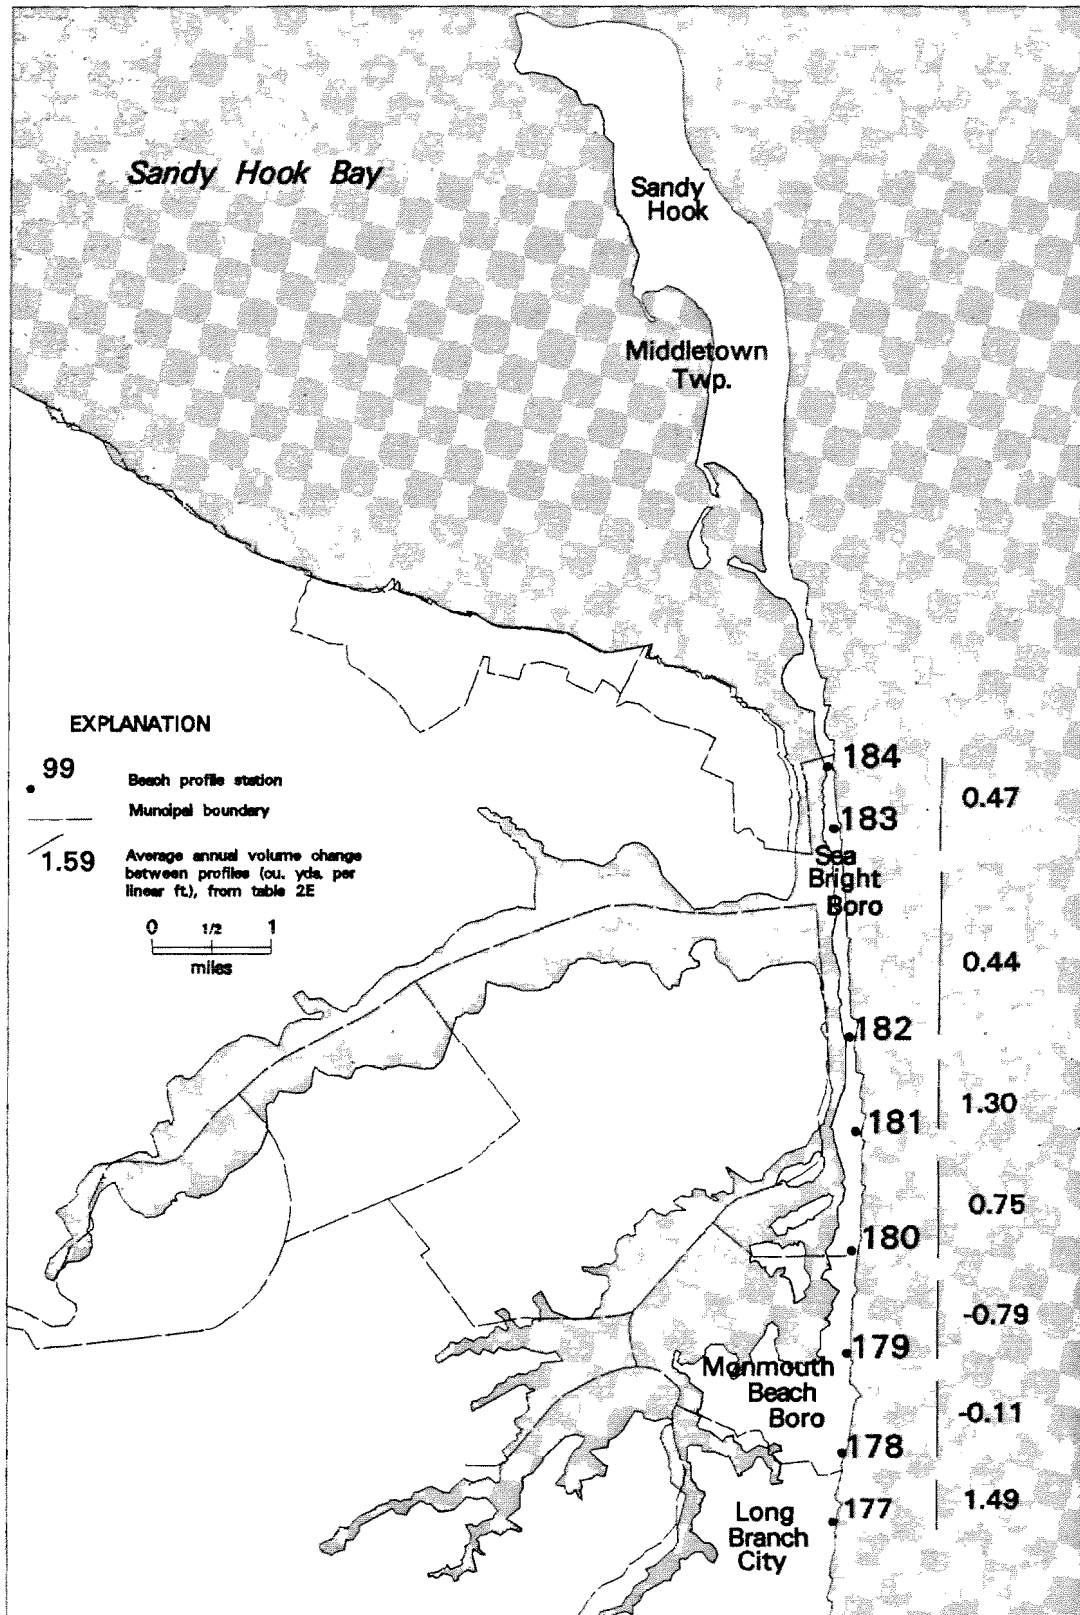 Sandy Hook Bay
Sandy
Hook
Middletown
Twp.
EXPLANATION
99
Beach profile station
Muncipal boundary
1.59
Average annual volume change
between profiles (cu. yds. per
linear ft.), from table 2E
0 1/2 1
miles
184
0.47
183
Sea
Bright
Boro
0.44
182
1.30
181
0.75
180
-0.79
179
Monmouth
Beach
Boro
-0.11
178
1.49
177
Long
Branch
City